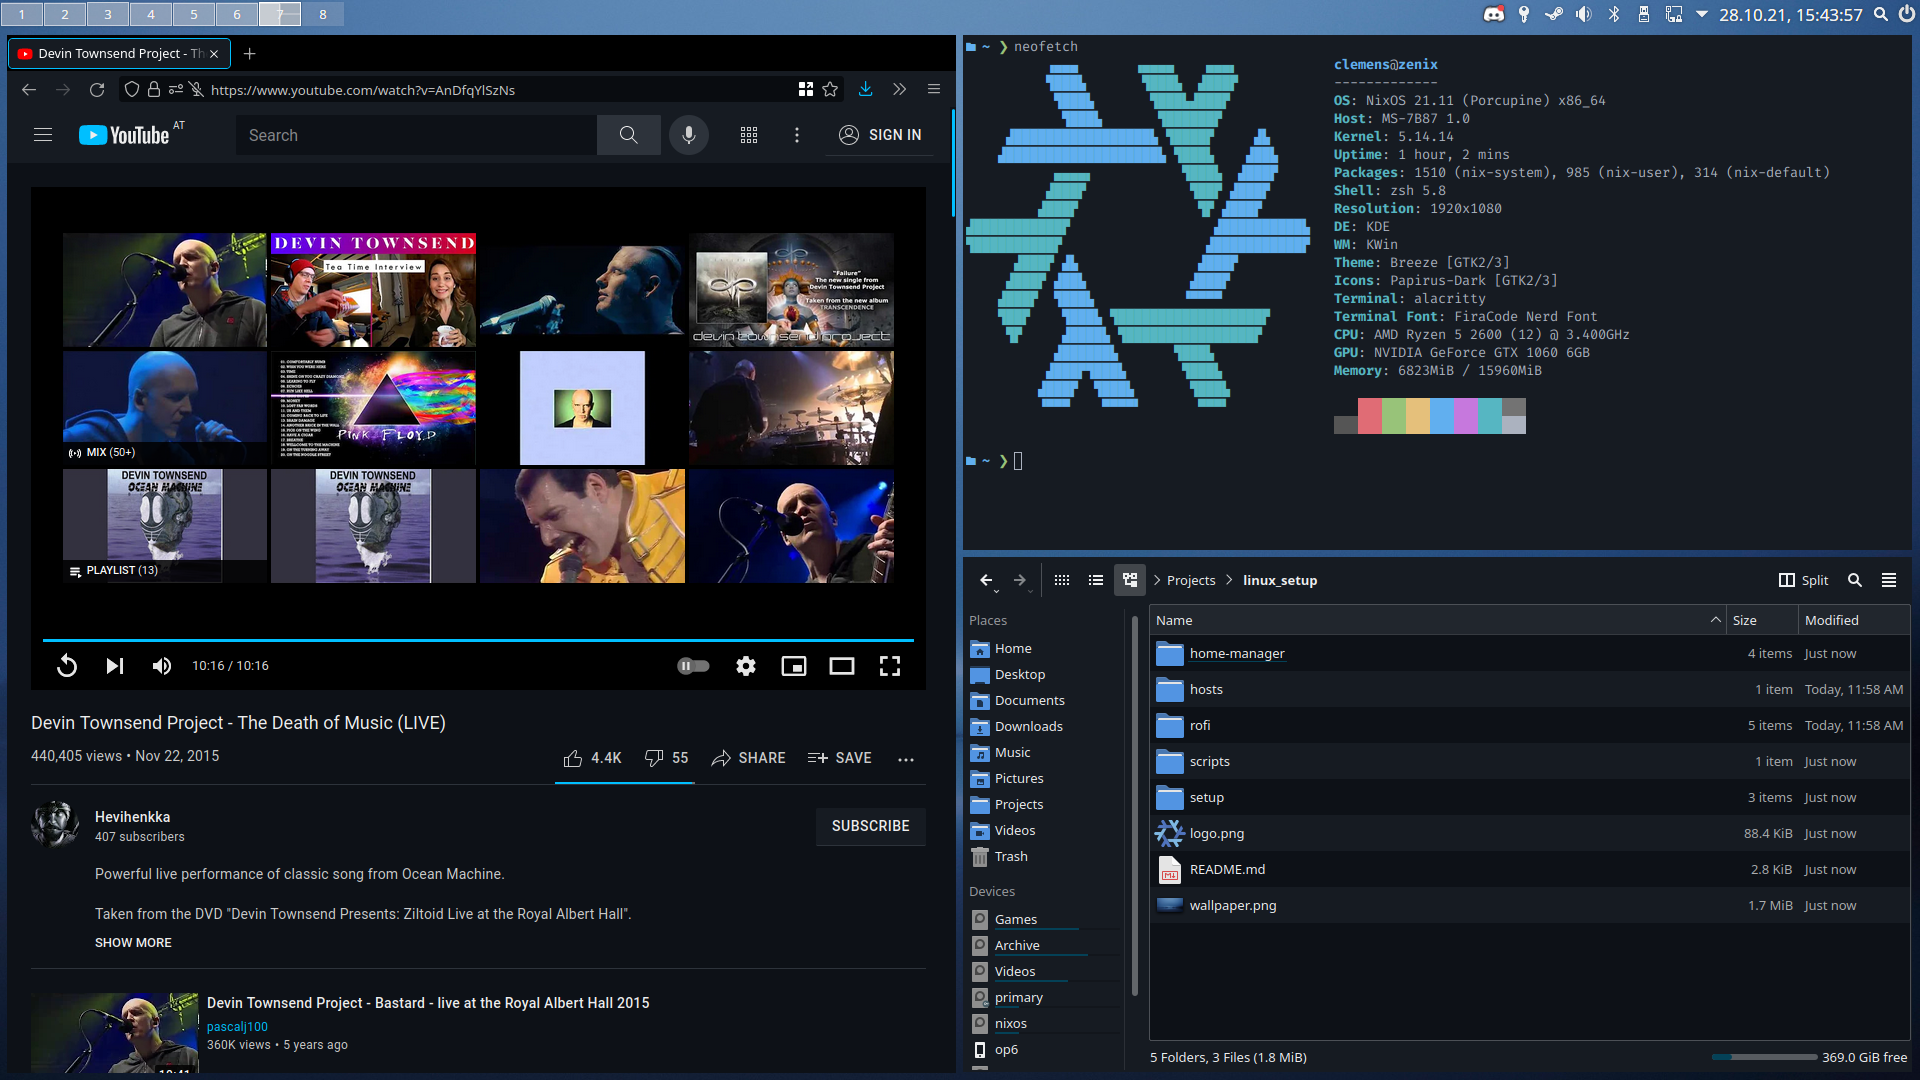 1 2 3 4 5 6 7 8
28.10.21, 15:43:57
Devin Townsend Project - Th
https://www.youtube.com/watch?v=AnDfqYlSzNs
YouTube AT
Search
SIGN IN
DEVIN TOWNSEND
Tea Time Interview
"Failure"
The new single from
Devin Townsend Project
Taken from the new album
TRANSCENDENCE
devin townsend project
MIX (50+)
PINK FLOYD
DEVIN TOWNSEND
OCEAN MACHINE
PLAYLIST (13)
DEVIN TOWNSEND
OCEAN MACHINE
10:16 / 10:16
Devin Townsend Project - The Death of Music (LIVE)
440,405 views • Nov 22, 2015
4.4K 55 SHARE SAVE
Hevihenkka
407 subscribers
SUBSCRIBE
Powerful live performance of classic song from Ocean Machine.
Taken from the DVD "Devin Townsend Presents: Ziltoid Live at the Royal Albert Hall".
SHOW MORE
Devin Townsend Project - Bastard - live at the Royal Albert Hall 2015
pascalj100
360K views • 5 years ago
~ ❯ neofetch
clemens@zenix
-------------
OS: NixOS 21.11 (Porcupine) x86_64
Host: MS-7B87 1.0
Kernel: 5.14.14
Uptime: 1 hour, 2 mins
Packages: 1510 (nix-system), 985 (nix-user), 314 (nix-default)
Shell: zsh 5.8
Resolution: 1920x1080
DE: KDE
WM: KWin
Theme: Breeze [GTK2/3]
Icons: Papirus-Dark [GTK2/3]
Terminal: alacritty
Terminal Font: FiraCode Nerd Font
CPU: AMD Ryzen 5 2600 (12) @ 3.400GHz
GPU: NVIDIA GeForce GTX 1060 6GB
Memory: 6823MiB / 15960MiB
~ ❯
Projects > linux_setup
Split
Places
Home
Desktop
Documents
Downloads
Music
Pictures
Projects
Videos
Trash
Devices
Games
Archive
Videos
primary
nixos
op6
Name Size Modified
home-manager 4 items Just now
hosts 1 item Today, 11:58 AM
rofi 5 items Today, 11:58 AM
scripts 1 item Just now
setup 3 items Just now
logo.png 88.4 KiB Just now
README.md 2.8 KiB Just now
wallpaper.png 1.7 MiB Just now
5 Folders, 3 Files (1.8 MiB)
369.0 GiB free